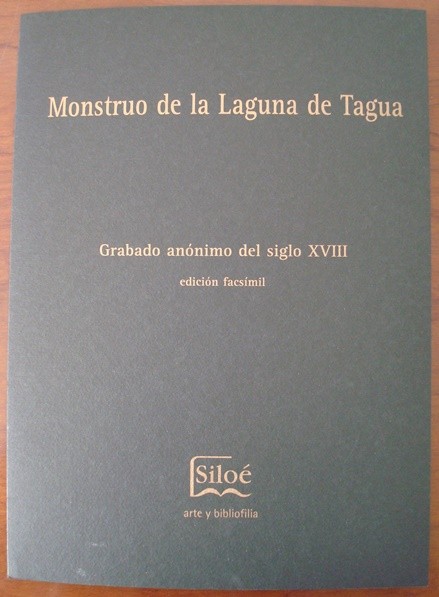 Monstruo de la Laguna de Tagua
Grabado anónimo del siglo XVIII
edición facsímil
Siloé
arte y bibliofilia